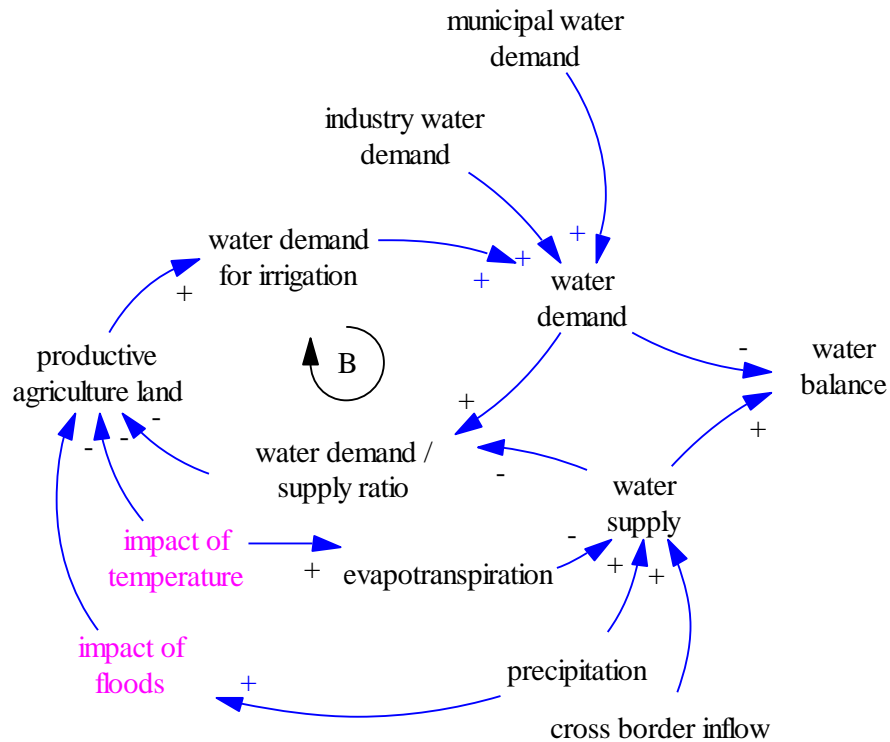 municipal water
demand
industry water
demand
water demand
for irrigation
+
+
+
+
water
demand
productive
agriculture land
B
-
water
balance
+
+
-
-
-
water demand /
supply ratio
-
water
supply
impact of
temperature
+
evapotranspiration
-
+
+
impact of
floods
+
precipitation
cross border inflow